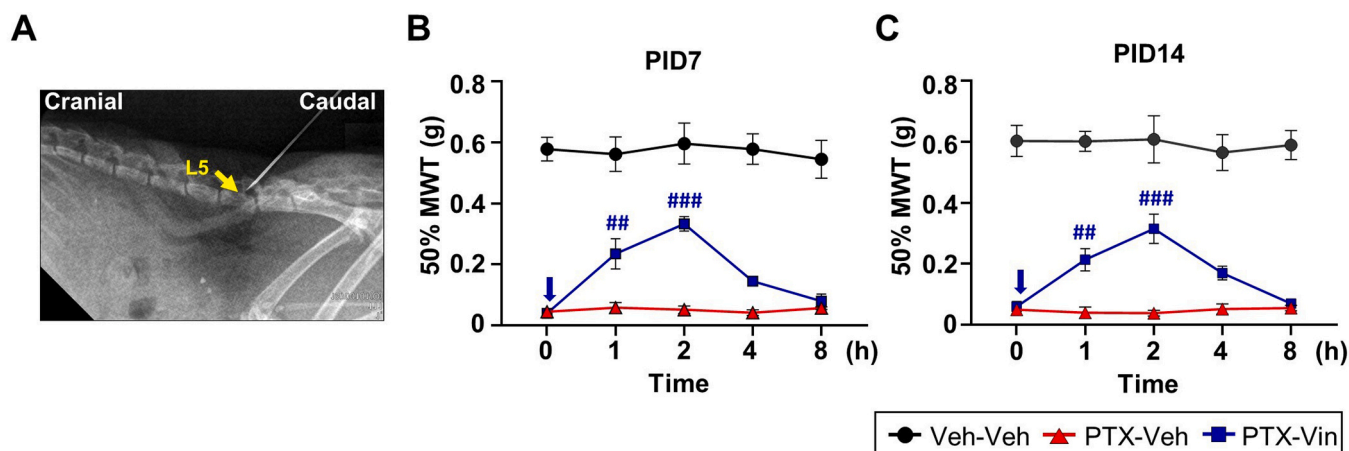 A
Cranial
Caudal
L5
B
PID7
50% MWT (g)
0.8
0.6
0.4
0.2
0
##
###
0 1 2 4 8 (h)
Time
C
PID14
50% MWT (g)
0.8
0.6
0.4
0.2
0
##
###
0 1 2 4 8 (h)
Time
Veh-Veh PTX-Veh PTX-Vin